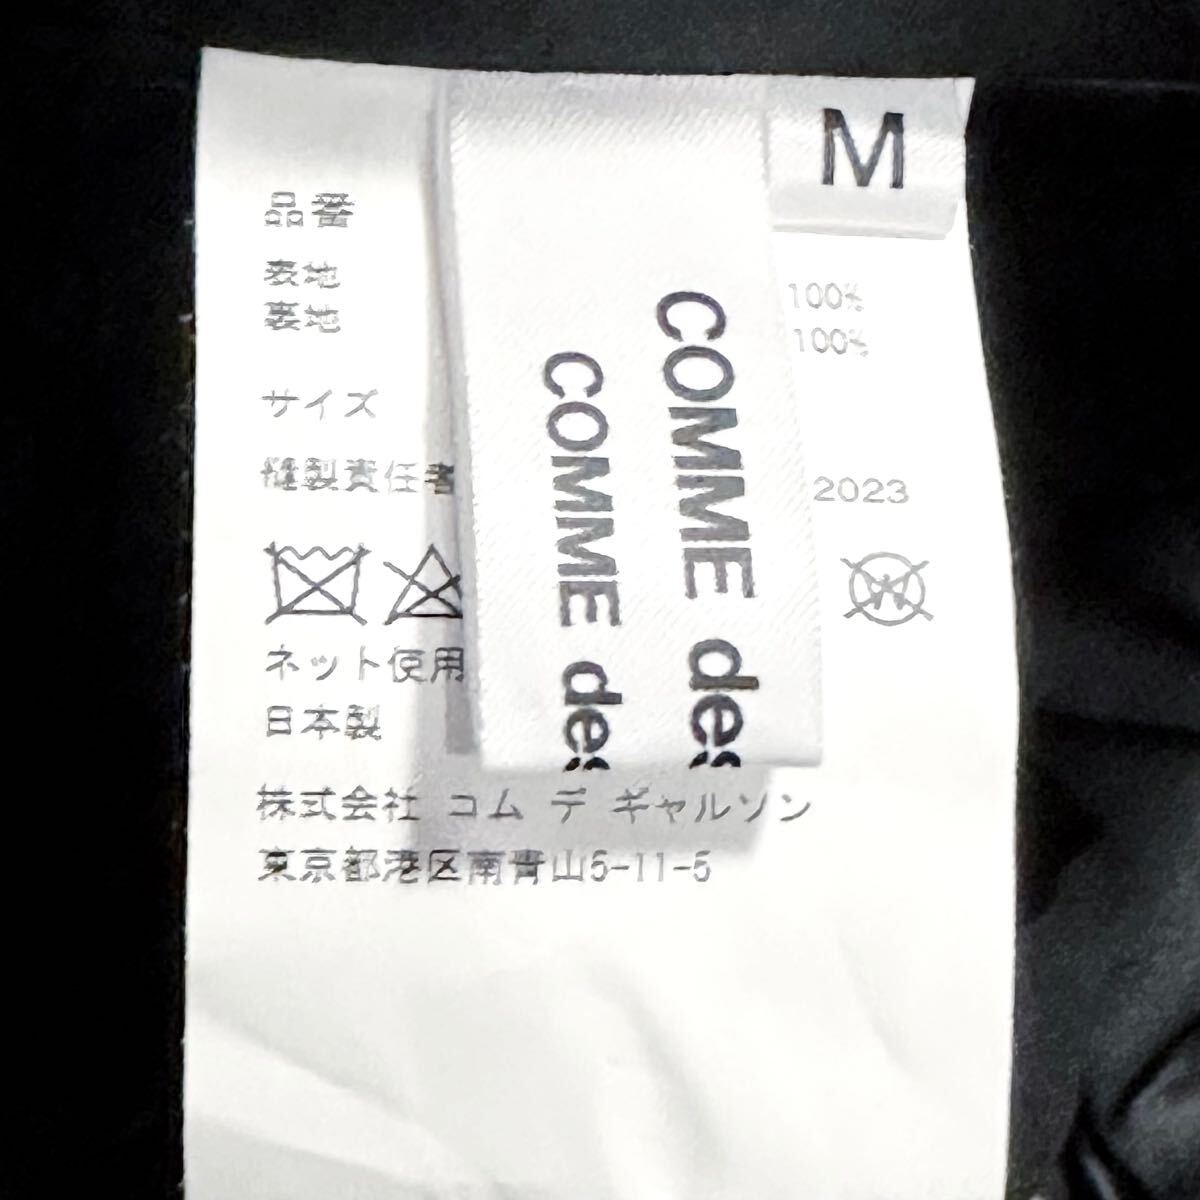 M
品番
表地 100%
裏地 100%
サイズ
縫製責任者 2023
ネット使用
日本製
株式会社 コム デ ギャルソン
東京都港区南青山5-11-5
COMME des
COMME des